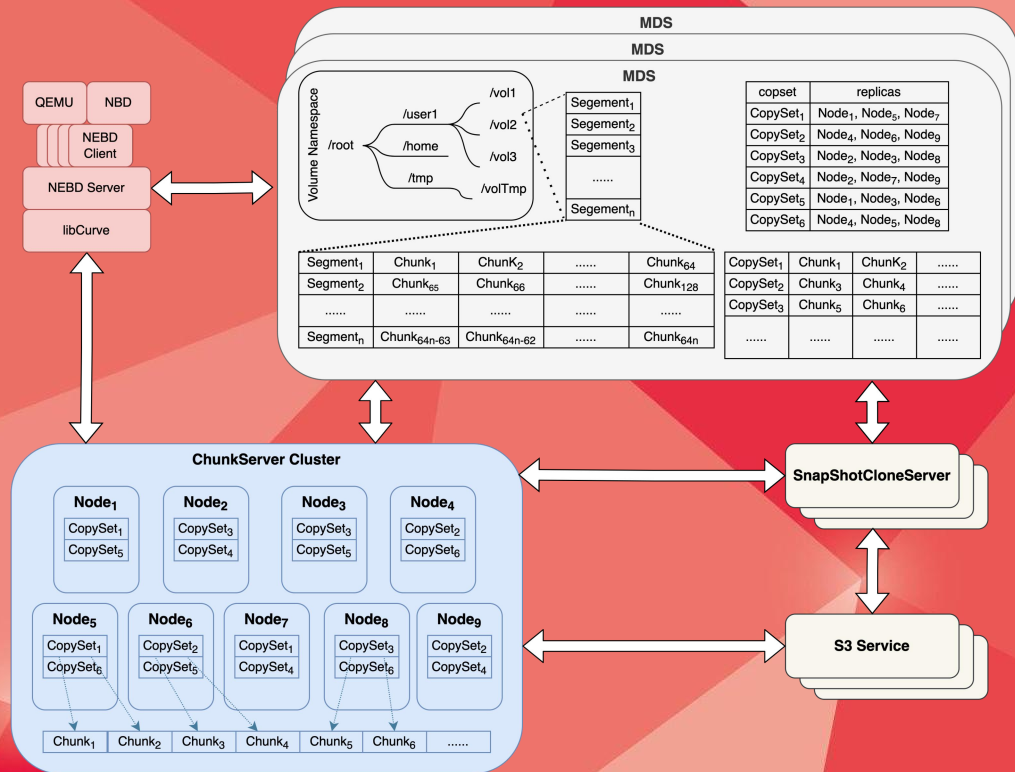 MDS
MDS
MDS
QEMU NBD
NEBD
Client
NEBD Server
libCurve
Volume Namespace
/root
/user1
/home
/tmp
/vol1
/vol2
/vol3
/volTmp
Segement₁
Segement₂
Segement₃
......
Segementₙ
copset replicas
CopySet₁ Node₁, Node₅, Node₇
CopySet₂ Node₄, Node₆, Node₉
CopySet₃ Node₂, Node₃, Node₈
CopySet₄ Node₂, Node₇, Node₉
CopySet₅ Node₁, Node₃, Node₆
CopySet₆ Node₄, Node₅, Node₈
Segment₁ Chunk₁ ChunK₂ ...... Chunk₆₄
Segment₂ Chunk₆₅ Chunk₆₆ ...... Chunk₁₂₈
...... ...... ...... ...... ......
Segmentₙ Chunk₆₄ₙ₋₆₃ Chunk₆₄ₙ₋₆₂ ...... Chunk₆₄ₙ
CopySet₁ Chunk₁ ChunK₂ ......
CopySet₂ Chunk₃ Chunk₄ ......
CopySet₃ Chunk₅ Chunk₆ ......
...... ...... ...... ......
ChunkServer Cluster
Node₁ Node₂ Node₃ Node₄
CopySet₁ CopySet₃ CopySet₃ CopySet₂
CopySet₅ CopySet₄ CopySet₅ CopySet₆
Node₅ Node₆ Node₇ Node₈ Node₉
CopySet₁ CopySet₂ CopySet₁ CopySet₃ CopySet₂
CopySet₆ CopySet₅ CopySet₄ CopySet₆ CopySet₄
Chunk₁ Chunk₂ Chunk₃ Chunk₄ Chunk₅ Chunk₆ ......
SnapShotCloneServer
S3 Service